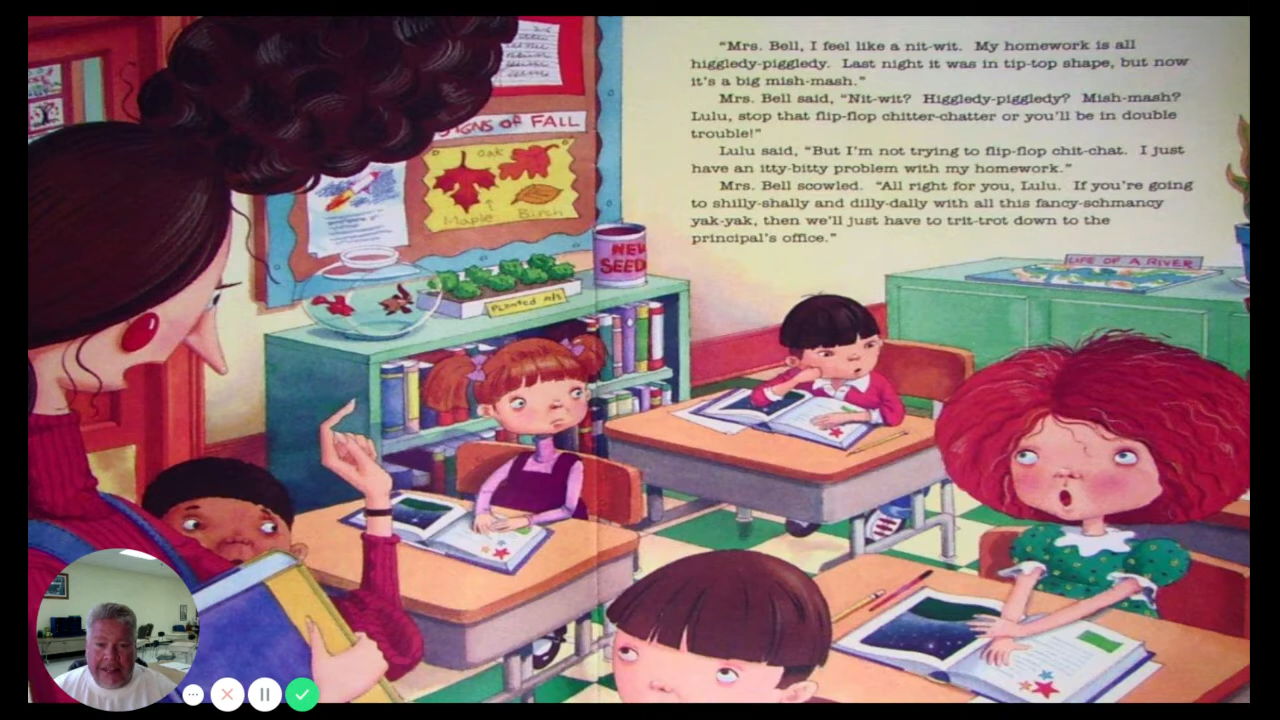 "Mrs. Bell, I feel like a nit-wit. My homework is all
higgledy-piggledy. Last night it was in tip-top shape, but now
it's a big mish-mash."
Mrs. Bell said, "Nit-wit? Higgledy-piggledy? Mish-mash?
Lulu, stop that flip-flop chitter-chatter or you'll be in double
trouble!"
Lulu said, "But I'm not trying to flip-flop chit-chat. I just
have an itty-bitty problem with my homework."
Mrs. Bell scowled. "All right for you, Lulu. If you're going
to shilly-shally and dilly-dally with all this fancy-schmancy
yak-yak, then we'll just have to trit-trot down to the
principal's office."
SIGNS OF FALL
Oak
Maple
Birch
NEW
SEED
PLANTED
LIFE OF A RIVER